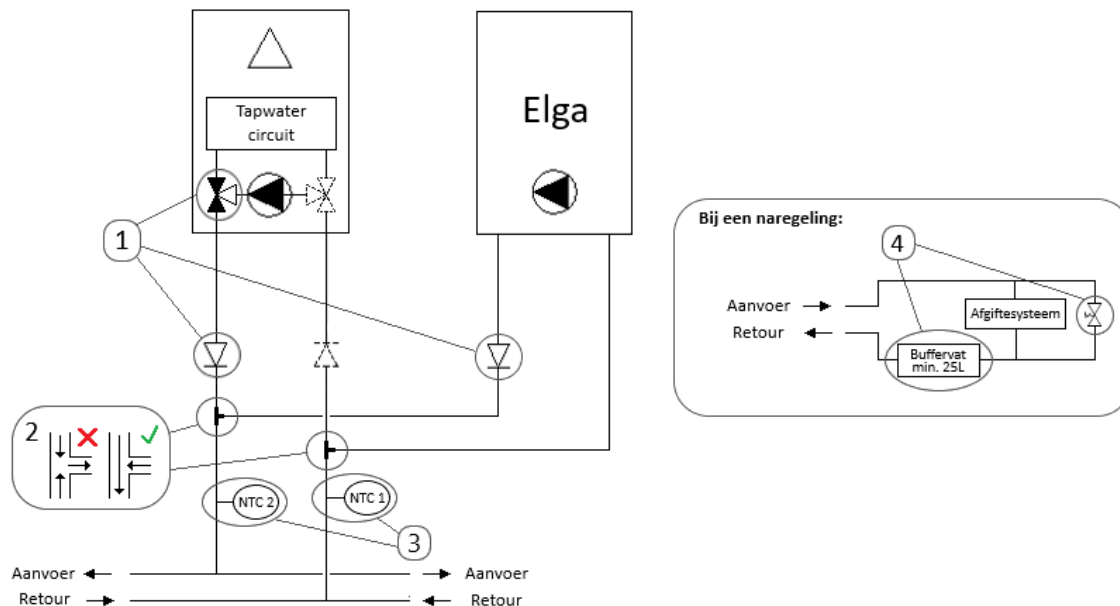 Tapwater
circuit
Elga
1
2
NTC 2
NTC 1
3
Aanvoer
Aanvoer
Retour
Retour
Bij een naregeling:
4
Aanvoer
Retour
Afgiftesysteem
Buffervat
min. 25L